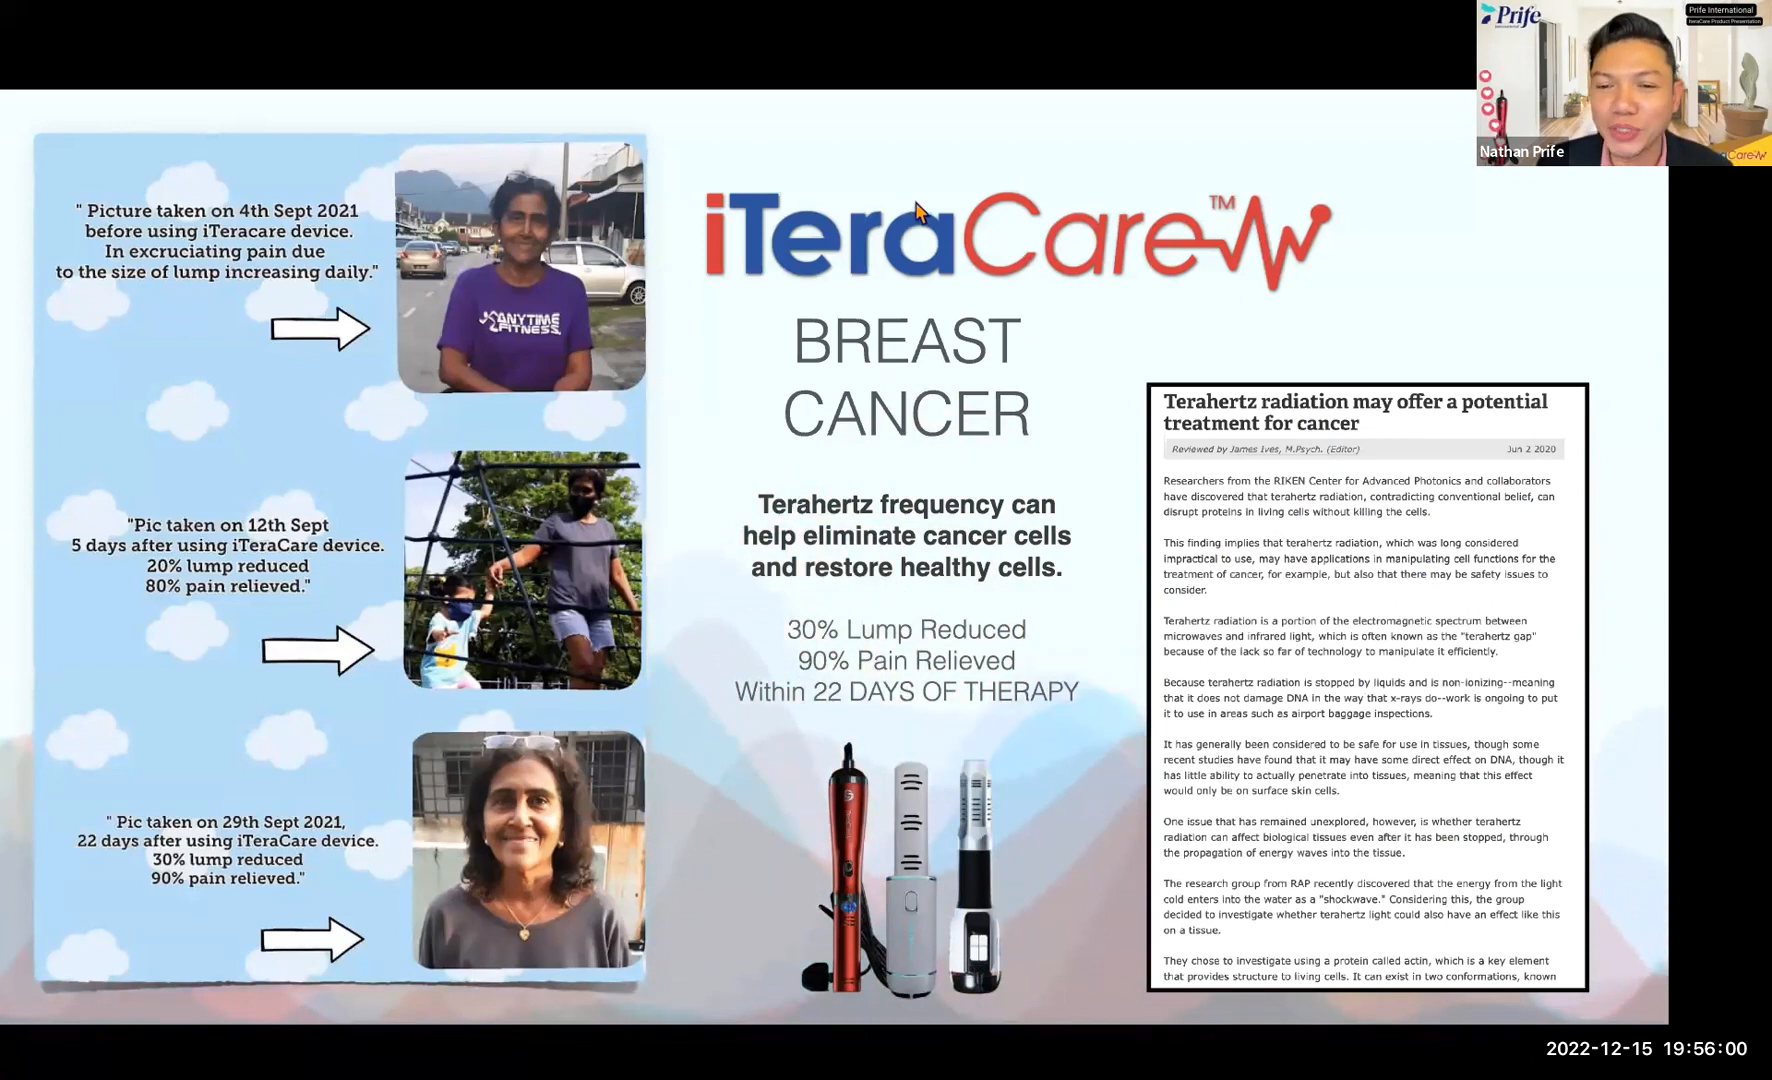 Prife
Prife International
iTeraCare Product Presentation
Nathan Prife
Care
" Picture taken on 4th Sept 2021
before using iTeracare device.
In excruciating pain due
to the size of lump increasing daily."
ANYTIME
FITNESS.
"Pic taken on 12th Sept
5 days after using iTeraCare device.
20% lump reduced
80% pain relieved."
" Pic taken on 29th Sept 2021,
22 days after using iTeraCare device.
30% lump reduced
90% pain relieved."
iTeraCare™
BREAST
CANCER
Terahertz frequency can
help eliminate cancer cells
and restore healthy cells.
30% Lump Reduced
90% Pain Relieved
Within 22 DAYS OF THERAPY
Terahertz radiation may offer a potential
treatment for cancer
Reviewed by James Ives, M.Psych. (Editor) Jun 2 2020
Researchers from the RIKEN Center for Advanced Photonics and collaborators
have discovered that terahertz radiation, contradicting conventional belief, can
disrupt proteins in living cells without killing the cells.
This finding implies that terahertz radiation, which was long considered
impractical to use, may have applications in manipulating cell functions for the
treatment of cancer, for example, but also that there may be safety issues to
consider.
Terahertz radiation is a portion of the electromagnetic spectrum between
microwaves and infrared light, which is often known as the "terahertz gap"
because of the lack so far of technology to manipulate it efficiently.
Because terahertz radiation is stopped by liquids and is non-ionizing--meaning
that it does not damage DNA in the way that x-rays do--work is ongoing to put
it to use in areas such as airport baggage inspections.
It has generally been considered to be safe for use in tissues, though some
recent studies have found that it may have some direct effect on DNA, though it
has little ability to actually penetrate into tissues, meaning that this effect
would only be on surface skin cells.
One issue that has remained unexplored, however, is whether terahertz
radiation can affect biological tissues even after it has been stopped, through
the propagation of energy waves into the tissue.
The research group from RAP recently discovered that the energy from the light
cold enters into the water as a "shockwave." Considering this, the group
decided to investigate whether terahertz light could also have an effect like this
on a tissue.
They chose to investigate using a protein called actin, which is a key element
that provides structure to living cells. It can exist in two conformations, known
2022-12-15 19:56:00